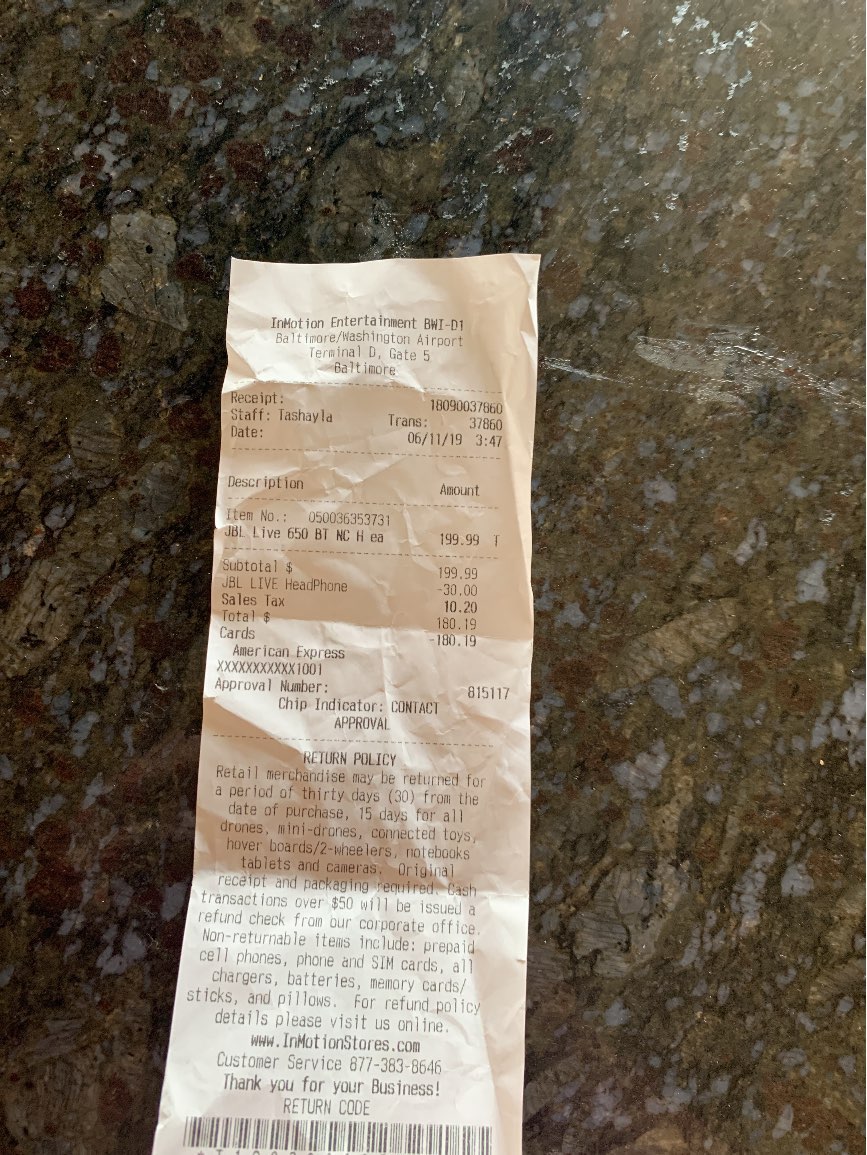 InMotion Entertainment BWI-D1
Baltimore/Washington Airport
Terminal D, Gate 5
Baltimore
Receipt: 18090037860
Staff: Tashayla Trans: 37860
Date: 06/11/19 3:47
Description Amount
Item No.: 050036353731
JBL Live 650 BT NC H ea 199.99 T
Subtotal $ 199.99
JBL LIVE HeadPhone -30.00
Sales Tax 10.20
Total $ 180.19
Cards -180.19
American Express
XXXXXXXXXXX1001
Approval Number: 815117
Chip Indicator: CONTACT
APPROVAL
RETURN POLICY
Retail merchandise may be returned for
a period of thirty days (30) from the
date of purchase, 15 days for all
drones, mini-drones, connected toys,
hover boards/2-wheelers, notebooks
tablets and cameras. Original
receipt and packaging required. Cash
transactions over $50 will be issued a
refund check from our corporate office.
Non-returnable items include: prepaid
cell phones, phone and SIM cards, all
chargers, batteries, memory cards/
sticks, and pillows. For refund policy
details please visit us online.
www.InMotionStores.com
Customer Service 877-383-8646
Thank you for your Business!
RETURN CODE